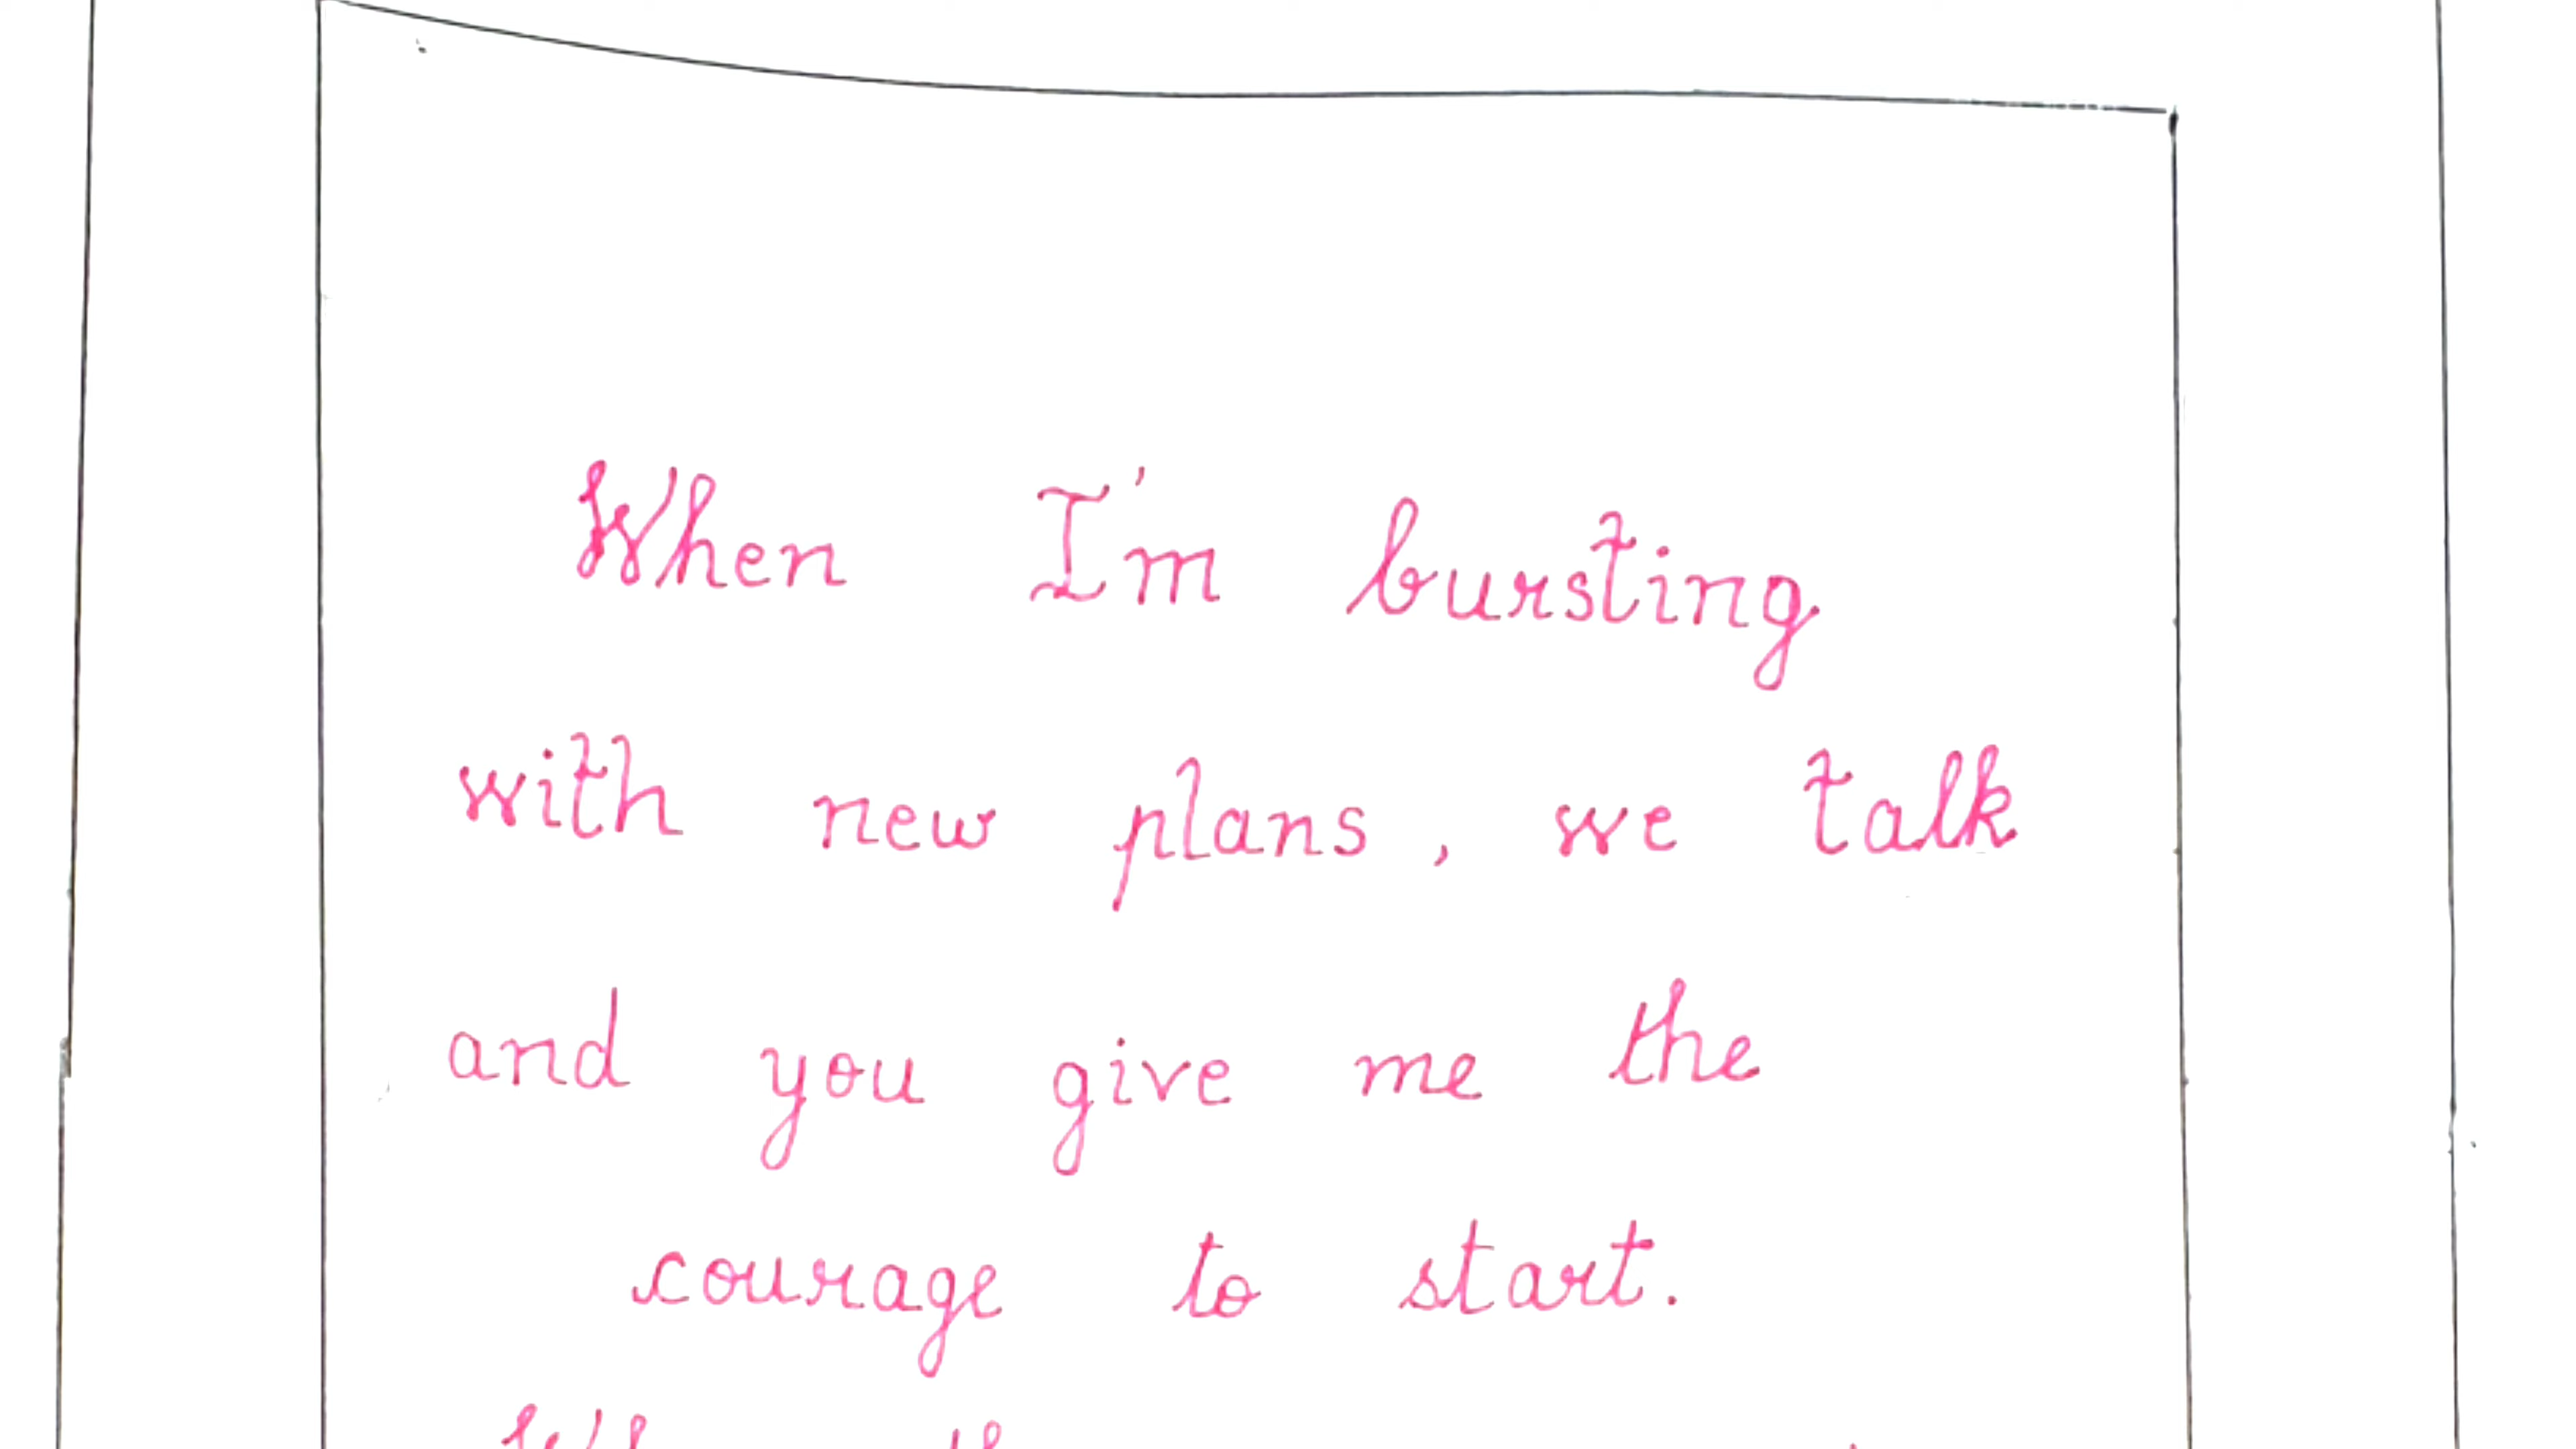 When I'm bursting
with new plans, we talk
and you give me the
courage to start.